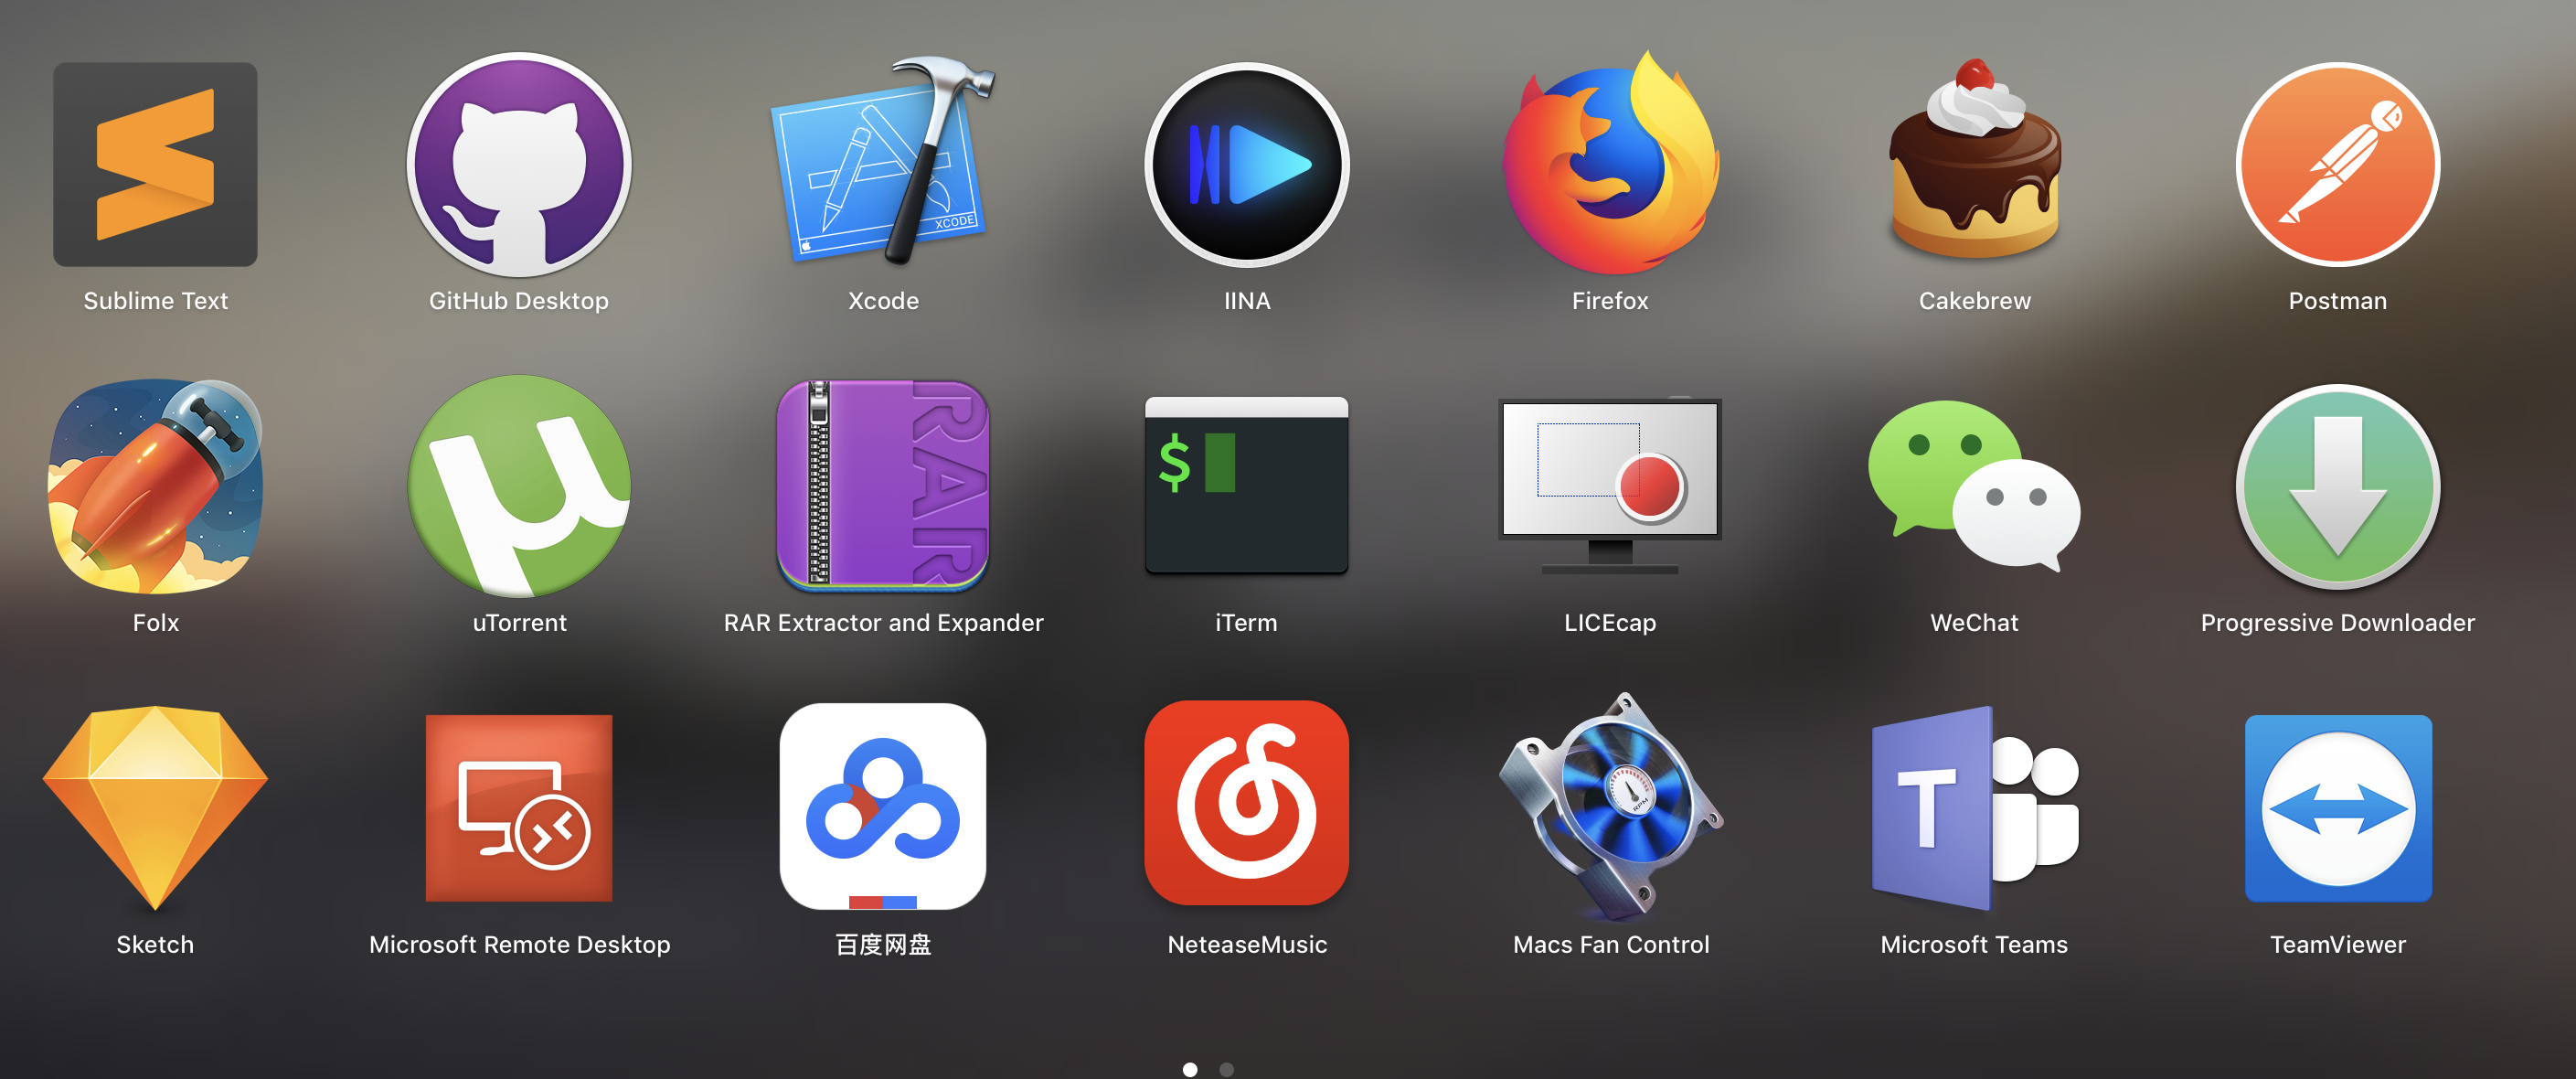 XCODE
Sublime Text
GitHub Desktop
Xcode
IINA
Firefox
Cakebrew
Postman
RAR
$
Folx
uTorrent
RAR Extractor and Expander
iTerm
LICEcap
WeChat
Progressive Downloader
RPM
T
Sketch
Microsoft Remote Desktop
百度网盘
NeteaseMusic
Macs Fan Control
Microsoft Teams
TeamViewer